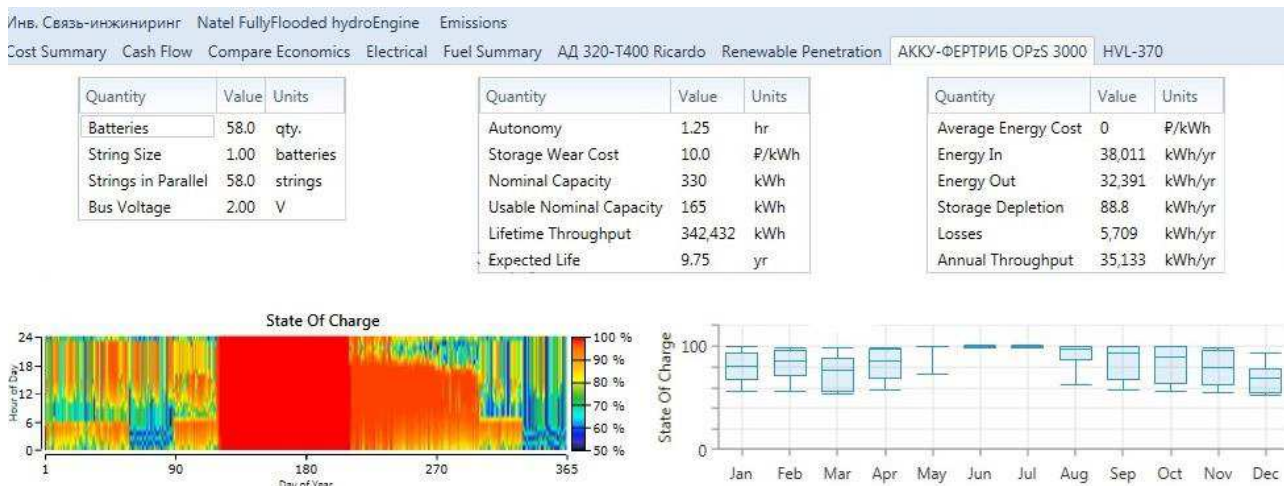 Инв. Связь-инжиниринг Natel FullyFlooded hydroEngine Emissions
Cost Summary Cash Flow Compare Economics Electrical Fuel Summary АД 320-Т400 Ricardo Renewable Penetration АККУ-ФЕРТРИБ OPzS 3000 HVL-370
Quantity Value Units
Batteries 58.0 qty.
String Size 1.00 batteries
Strings in Parallel 58.0 strings
Bus Voltage 2.00 V
Quantity Value Units
Autonomy 1.25 hr
Storage Wear Cost 10.0 ₽/kWh
Nominal Capacity 330 kWh
Usable Nominal Capacity 165 kWh
Lifetime Throughput 342,432 kWh
Expected Life 9.75 yr
Quantity Value Units
Average Energy Cost 0 ₽/kWh
Energy In 38,011 kWh/yr
Energy Out 32,391 kWh/yr
Storage Depletion 88.8 kWh/yr
Losses 5,709 kWh/yr
Annual Throughput 35,133 kWh/yr
State Of Charge
Hour of Day
24
18
12
6
0
1 90 180 270 365
Day of Year
100 %
90 %
80 %
70 %
60 %
50 %
State Of Charge
100
0
Jan Feb Mar Apr May Jun Jul Aug Sep Oct Nov Dec